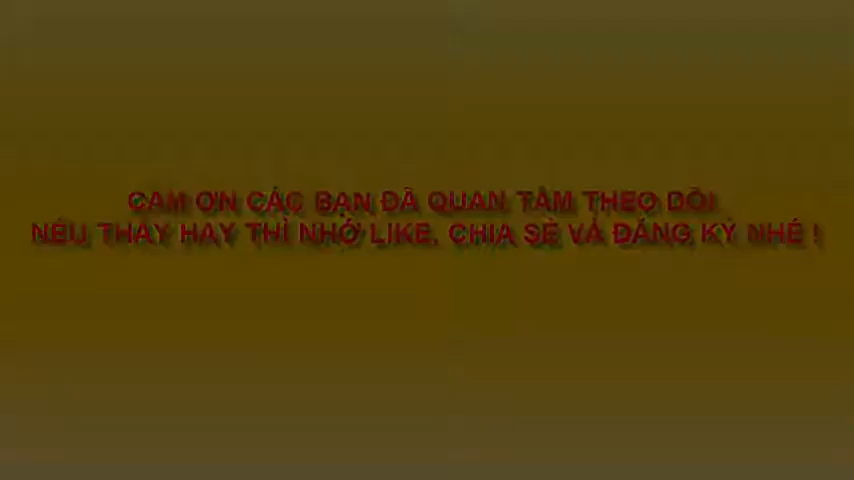 CẢM ƠN CÁC BẠN ĐÃ QUAN TÂM THEO DÕI
NẾU THẤY HAY THÌ NHỚ LIKE, CHIA SẺ VÀ ĐĂNG KÝ NHÉ !